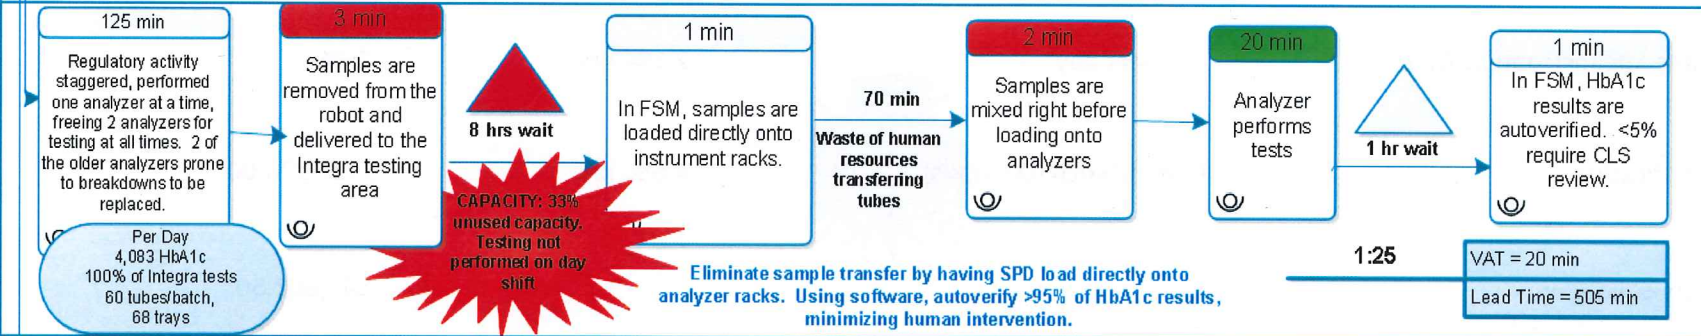 125 min
Regulatory activity
staggered, performed
one analyzer at a time,
freeing 2 analyzers for
testing at all times. 2 of
the older analyzers prone
to breakdowns to be
replaced.
Per Day
4,083 HbA1c
100% of Integra tests
60 tubes/batch,
68 trays
3 min
Samples are
removed from the
robot and
delivered to the
Integra testing
area
8 hrs wait
CAPACITY: 33%
unused capacity.
Testing not
performed on day
shift
1 min
In FSM, samples are
loaded directly onto
instrument racks.
70 min
Waste of human
resources
transferring
tubes
2 min
Samples are
mixed right before
loading onto
analyzers
20 min
Analyzer
performs
tests
1 hr wait
1 min
In FSM, HbA1c
results are
autoverified. <5%
require CLS
review.
Eliminate sample transfer by having SPD load directly onto
analyzer racks. Using software, autoverify >95% of HbA1c results,
minimizing human intervention.
1:25
VAT = 20 min
Lead Time = 505 min